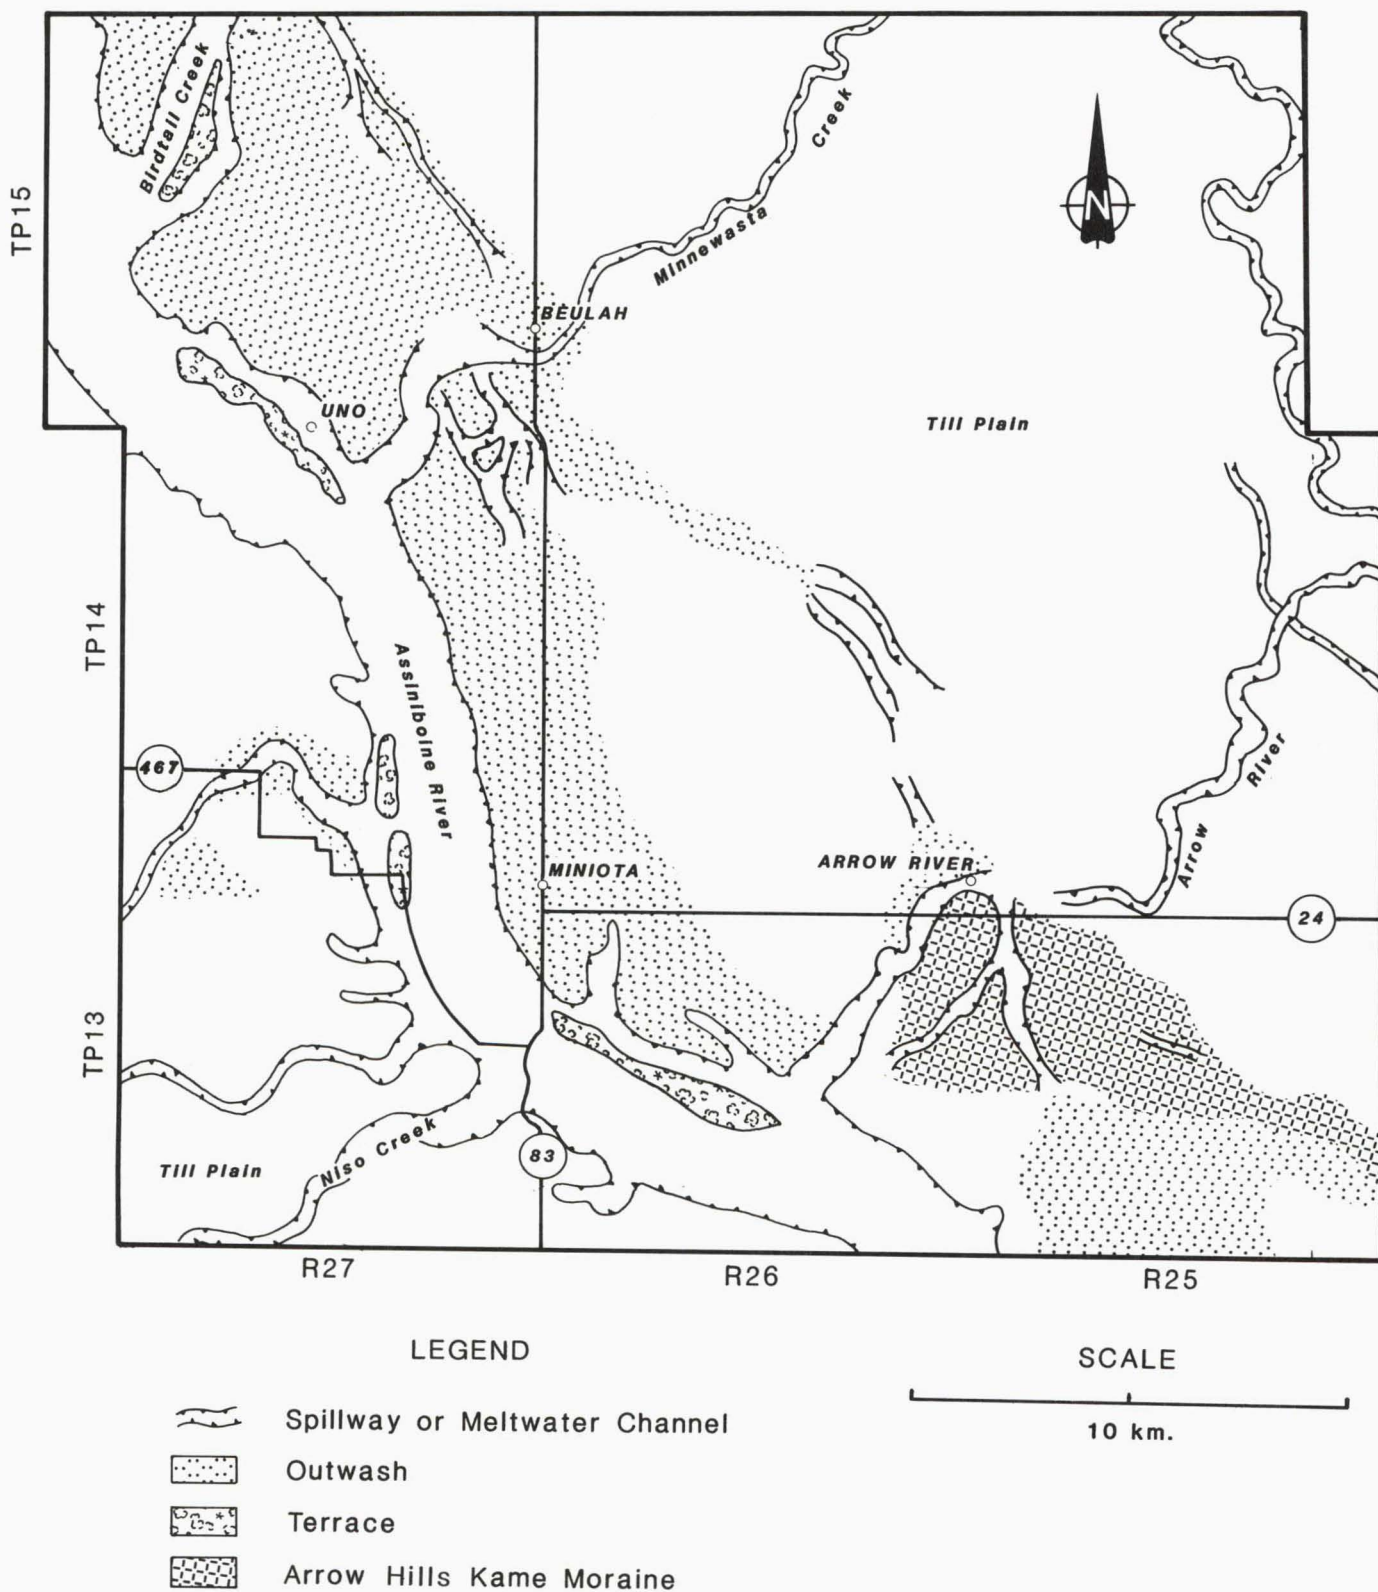 Birdtail Creek
Minnewasta Creek
N
TP15
BEULAH
UNO
Till Plain
TP14
Assiniboine River
467
MINIOTA
ARROW RIVER
Arrow River
24
TP13
Niso Creek
Till Plain
83
R27
R26
R25
LEGEND
Spillway or Meltwater Channel
Outwash
Terrace
Arrow Hills Kame Moraine
SCALE
10 km.